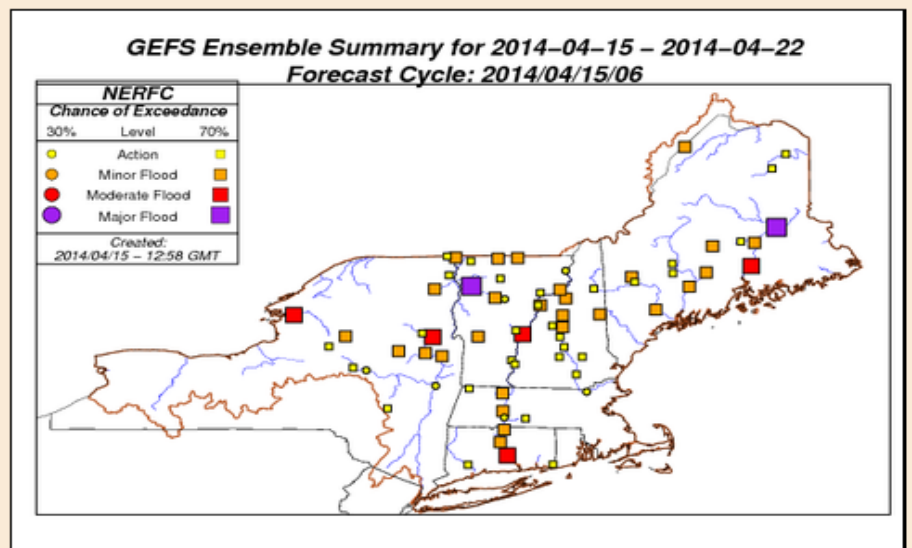 GEFS Ensemble Summary for 2014–04–15 – 2014–04–22
Forecast Cycle: 2014/04/15/06
NERFC
Chance of Exceedance
30% Level 70%
Action
Minor Flood
Moderate Flood
Major Flood
Created:
2014/04/15 – 12:58 GMT